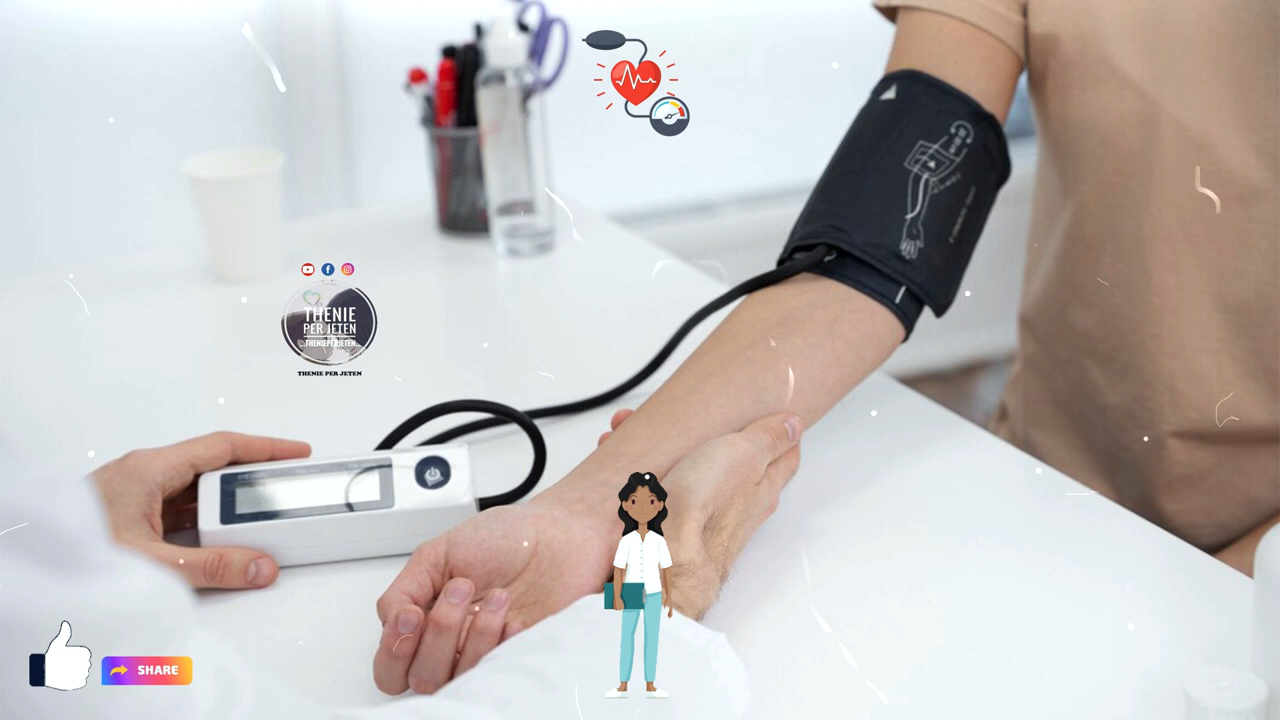 THENIE
PER JETEN
THENIEPERJETEN
THENIE PER JETEN
SHARE